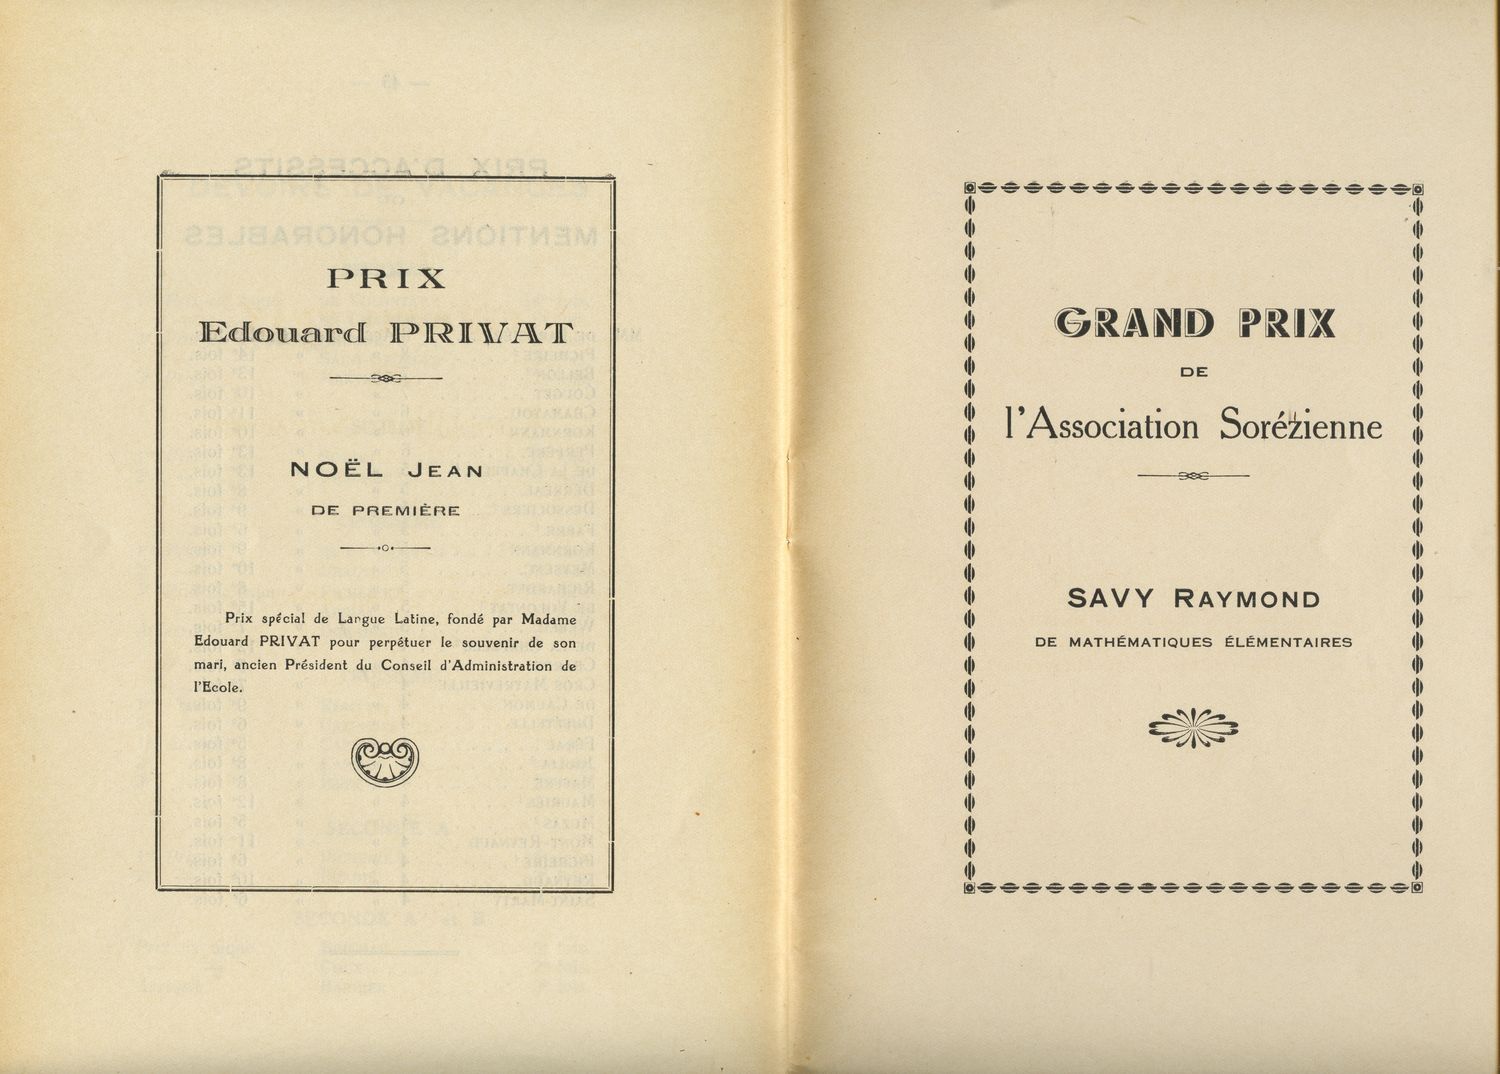 PRIX
Edouard PRIVAT
NOËL JEAN
DE PREMIÈRE
Prix spécial de Langue Latine, fondé par Madame
Edouard PRIVAT pour perpétuer le souvenir de son
mari, ancien Président du Conseil d'Administration de
l'Ecole.
GRAND PRIX
DE
l'Association Sorézienne
SAVY RAYMOND
DE MATHÉMATIQUES ÉLÉMENTAIRES